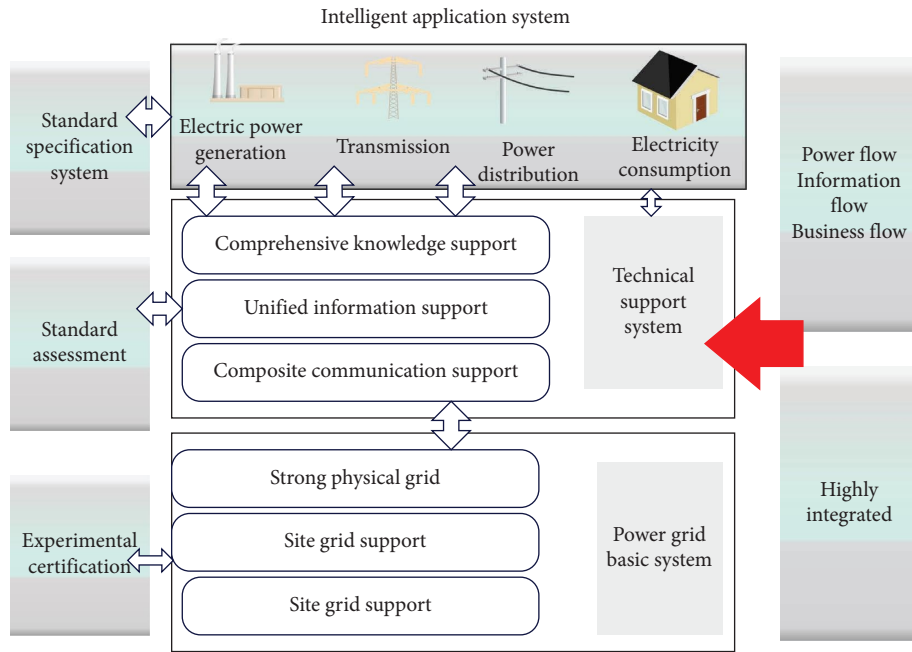 Intelligent application system
Standard
specification
system
Electric power
generation
Transmission
Power
distribution
Electricity
consumption
Power flow
Information
flow
Business flow
Comprehensive knowledge support
Unified information support
Composite communication support
Technical
support
system
Standard
assessment
Strong physical grid
Site grid support
Site grid support
Power grid
basic system
Experimental
certification
Highly
integrated